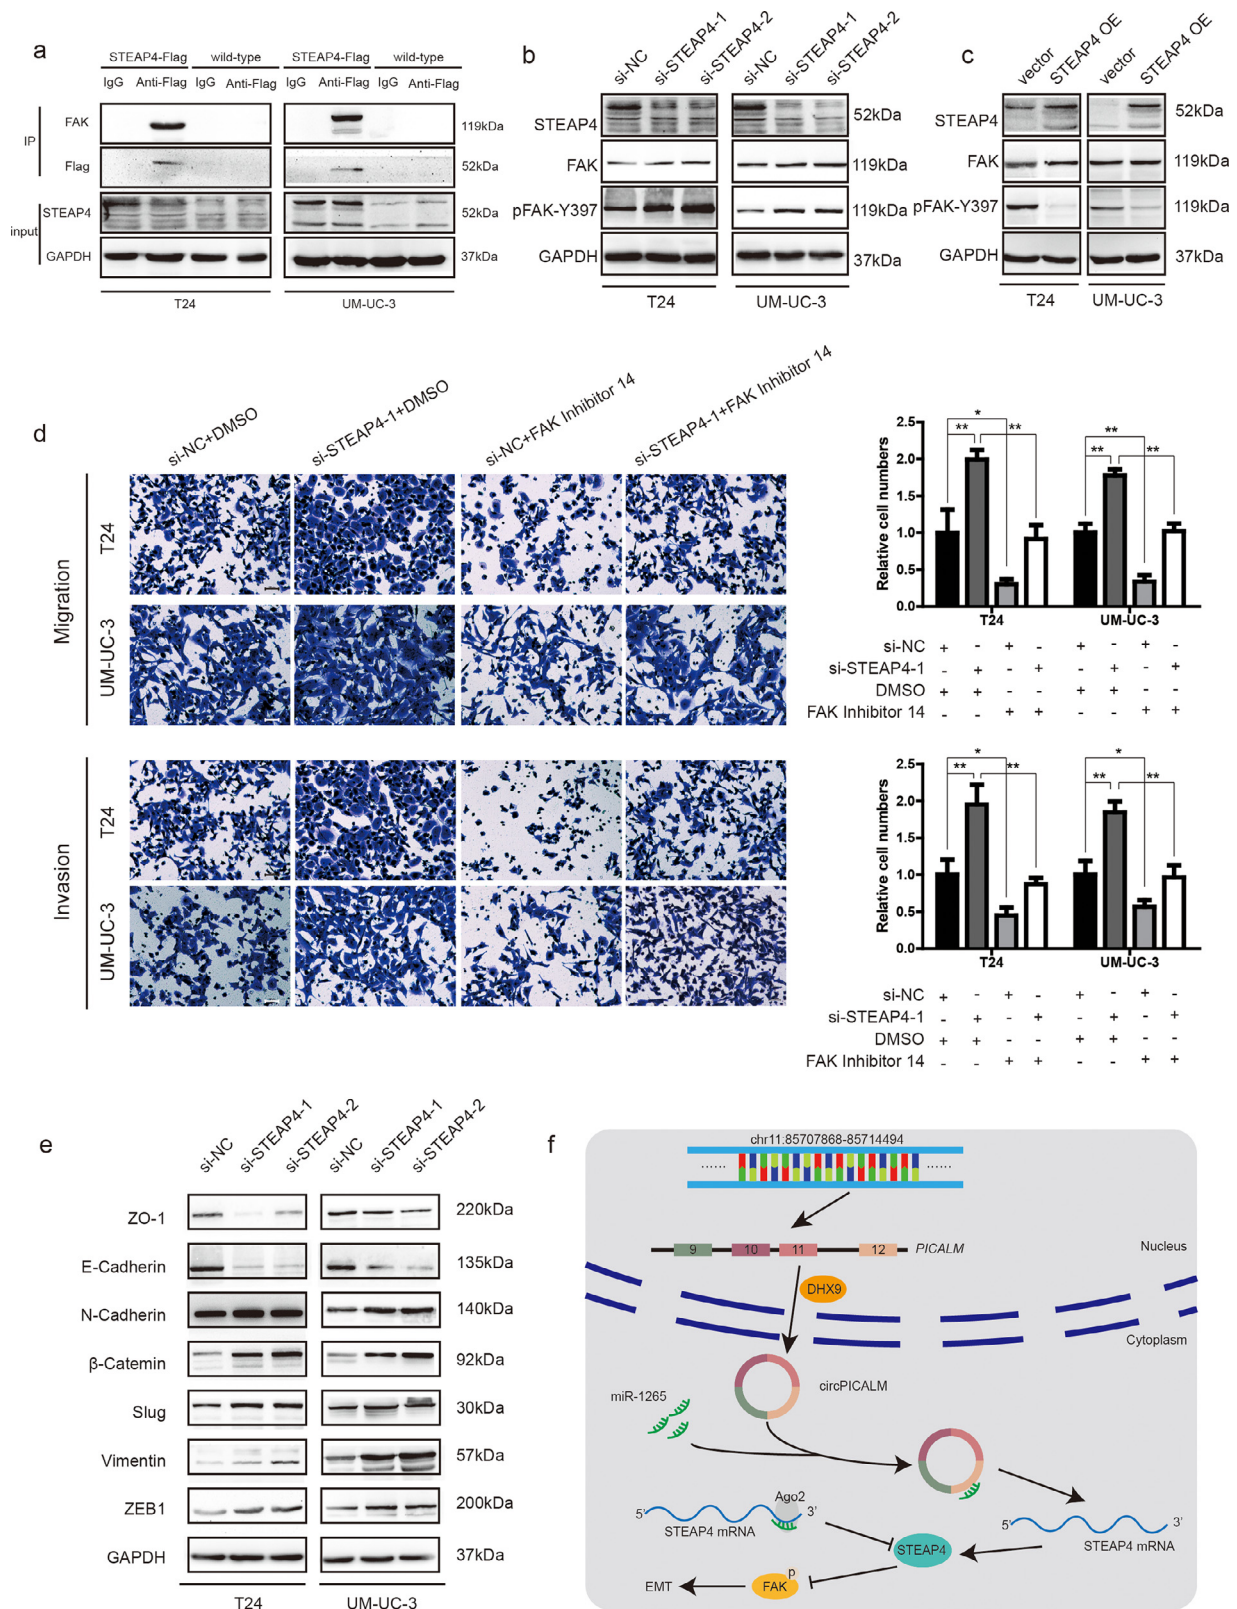 a
STEAP4-Flag wild-type STEAP4-Flag wild-type
IgG Anti-Flag IgG Anti-Flag IgG Anti-Flag IgG Anti-Flag
IP
FAK 119kDa
Flag 52kDa
input
STEAP4 52kDa
GAPDH 37kDa
T24 UM-UC-3
b
si-NC si-STEAP4-1 si-STEAP4-2 si-NC si-STEAP4-1 si-STEAP4-2
STEAP4 52kDa
FAK 119kDa
pFAK-Y397 119kDa
GAPDH 37kDa
T24 UM-UC-3
c
vector STEAP4 OE vector STEAP4 OE
STEAP4 52kDa
FAK 119kDa
pFAK-Y397 119kDa
GAPDH 37kDa
T24 UM-UC-3
d
si-NC+DMSO si-STEAP4-1+DMSO si-NC+FAK Inhibitor 14 si-STEAP4-1+FAK Inhibitor 14
Migration
T24
UM-UC-3
Invasion
T24
UM-UC-3
Relative cell numbers
2.5
2.0
1.5
1.0
0.5
0.0
* ** **
** ** **
T24 UM-UC-3
si-NC + - + - + - + -
si-STEAP4-1 - + - + - + - +
DMSO + + - - + + - -
FAK Inhibitor 14 - - + + - - + +
Relative cell numbers
2.5
2.0
1.5
1.0
0.5
0.0
* ** **
* ** **
T24 UM-UC-3
si-NC + - + - + - + -
si-STEAP4-1 - + - + - + - +
DMSO + + - - + + - -
FAK Inhibitor 14 - - + + - - + +
e
si-NC si-STEAP4-1 si-STEAP4-2 si-NC si-STEAP4-1 si-STEAP4-2
ZO-1 220kDa
E-Cadherin 135kDa
N-Cadherin 140kDa
β-Catemin 92kDa
Slug 30kDa
Vimentin 57kDa
ZEB1 200kDa
GAPDH 37kDa
T24 UM-UC-3
f
chr11:85707868-85714494
...... ......
9 10 11 12 PICALM
Nucleus
DHX9
Cytoplasm
circPICALM
miR-1265
Ago2
5' 3'
STEAP4 mRNA
5' 3'
STEAP4 mRNA
STEAP4
p
FAK
EMT